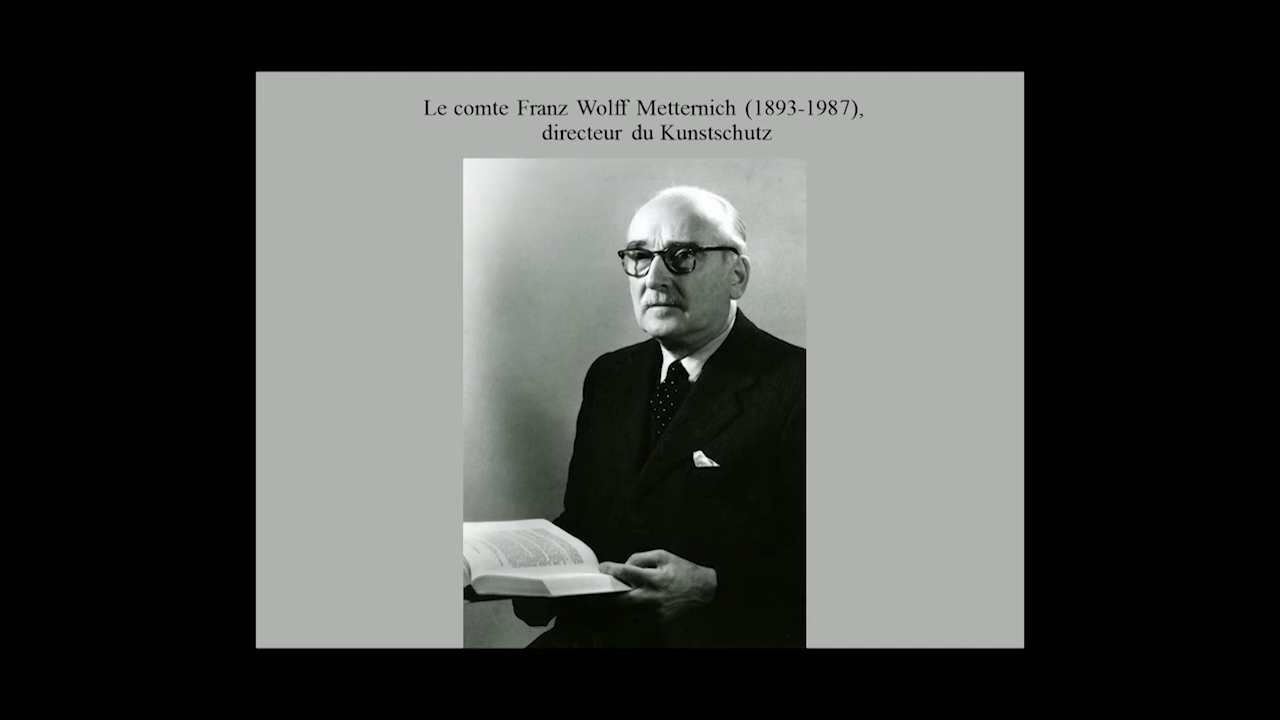 Le comte Franz Wolff Metternich (1893-1987),
directeur du Kunstschutz